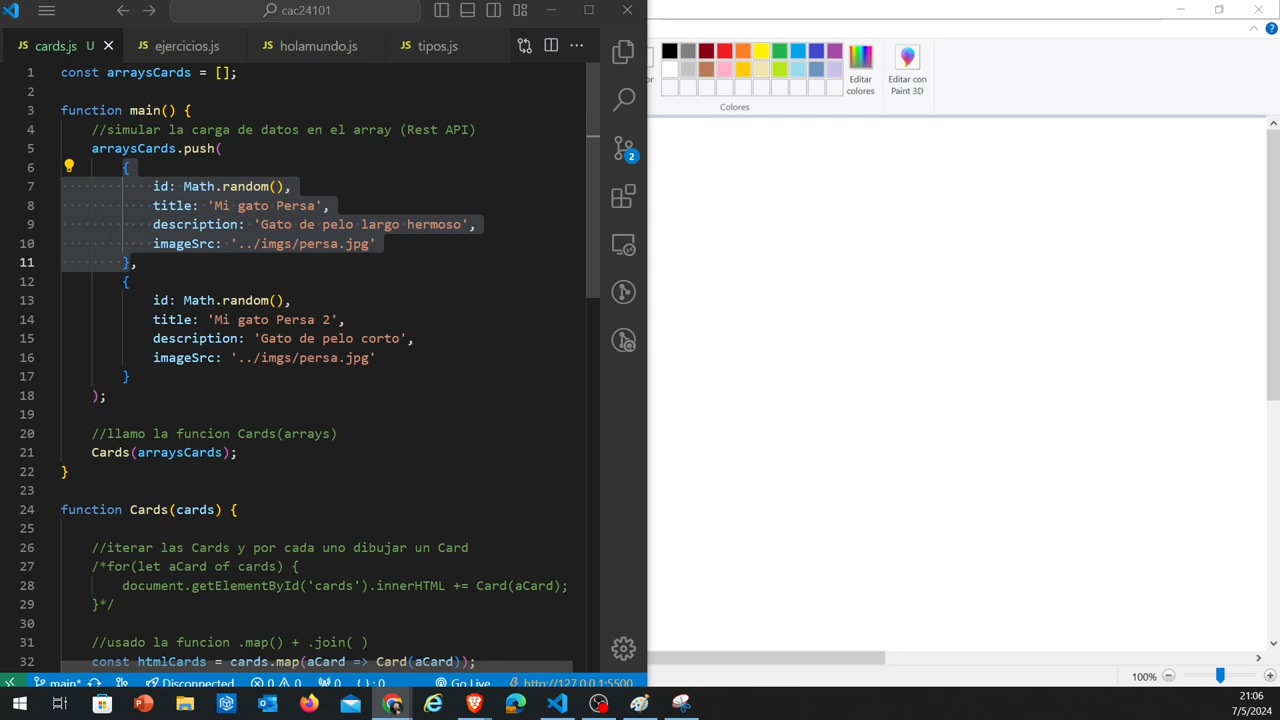 cac24101
cards.js U
ejercicios.js
holamundo.js
tipos.js
1 const arraysCards = [];
2
3 function main() {
4 //simular la carga de datos en el array (Rest API)
5 arraysCards.push(
6 {
7 id: Math.random(),
8 title: 'Mi gato Persa',
9 description: 'Gato de pelo largo hermoso',
10 imageSrc: '../imgs/persa.jpg'
11 },
12 {
13 id: Math.random(),
14 title: 'Mi gato Persa 2',
15 description: 'Gato de pelo corto',
16 imageSrc: '../imgs/persa.jpg'
17 }
18 );
19
20 //llamo la funcion Cards(arrays)
21 Cards(arraysCards);
22 }
23
24 function Cards(cards) {
25
26 //iterar las Cards y por cada uno dibujar un Card
27 /*for(let aCard of cards) {
28 document.getElementById('cards').innerHTML += Card(aCard);
29 }*/
30
31 //usado la funcion .map() + .join( )
32 const htmlCards = cards.map(aCard => Card(aCard));
2
main* Disconnected 0 0 0 {} : 0 Go Live http://127.0.0.1:5500
or
Editar
colores
Editar con
Paint 3D
Colores
100%
21:06
7/5/2024